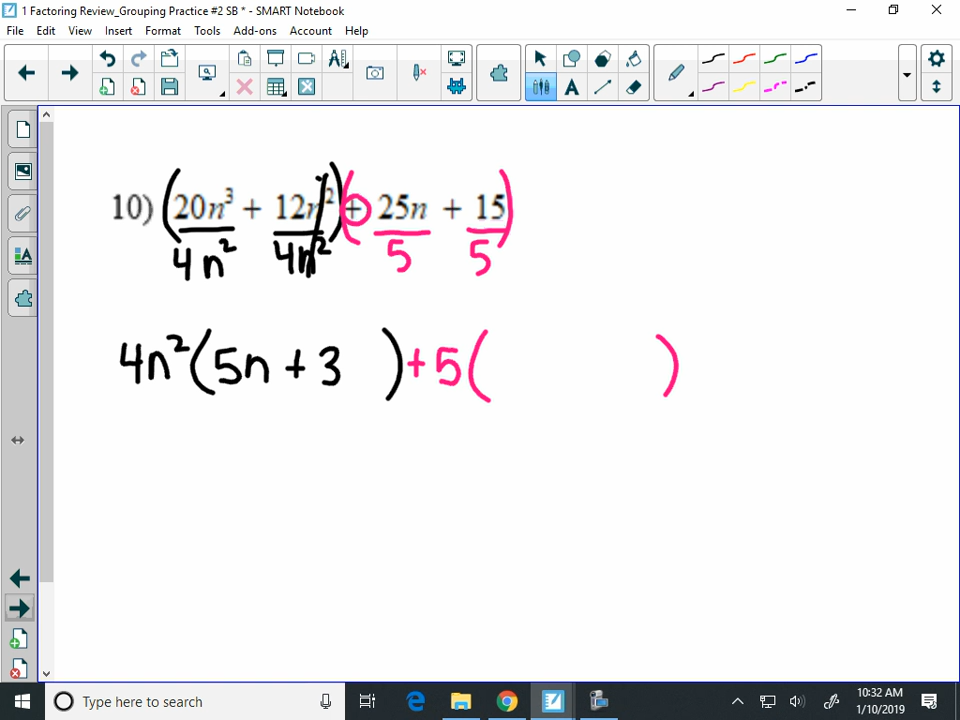 1 Factoring Review_Grouping Practice #2 SB * - SMART Notebook
File Edit View Insert Format Tools Add-ons Account Help
10) (20n³ + 12n²)(+ 25n + 15)
4n² 4n² 5 5
4n²(5n + 3 ) + 5( )
Type here to search
10:32 AM
1/10/2019